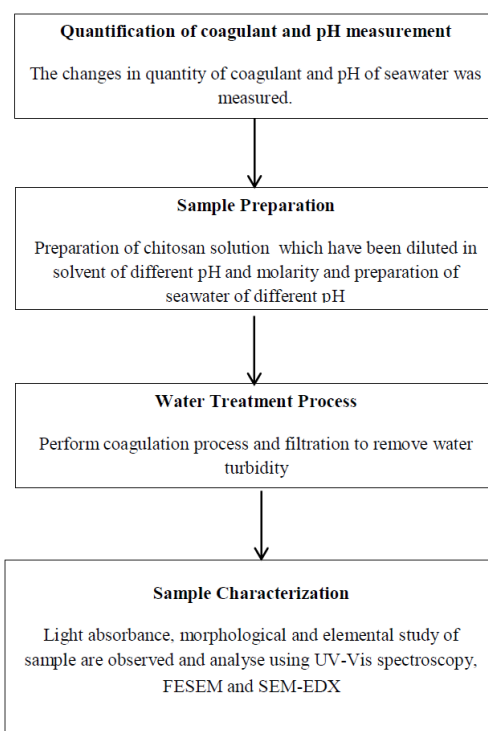 Quantification of coagulant and pH measurement
The changes in quantity of coagulant and pH of seawater was
measured.
Sample Preparation
Preparation of chitosan solution which have been diluted in
solvent of different pH and molarity and preparation of
seawater of different pH
Water Treatment Process
Perform coagulation process and filtration to remove water
turbidity
Sample Characterization
Light absorbance, morphological and elemental study of
sample are observed and analyse using UV-Vis spectroscopy,
FESEM and SEM-EDX